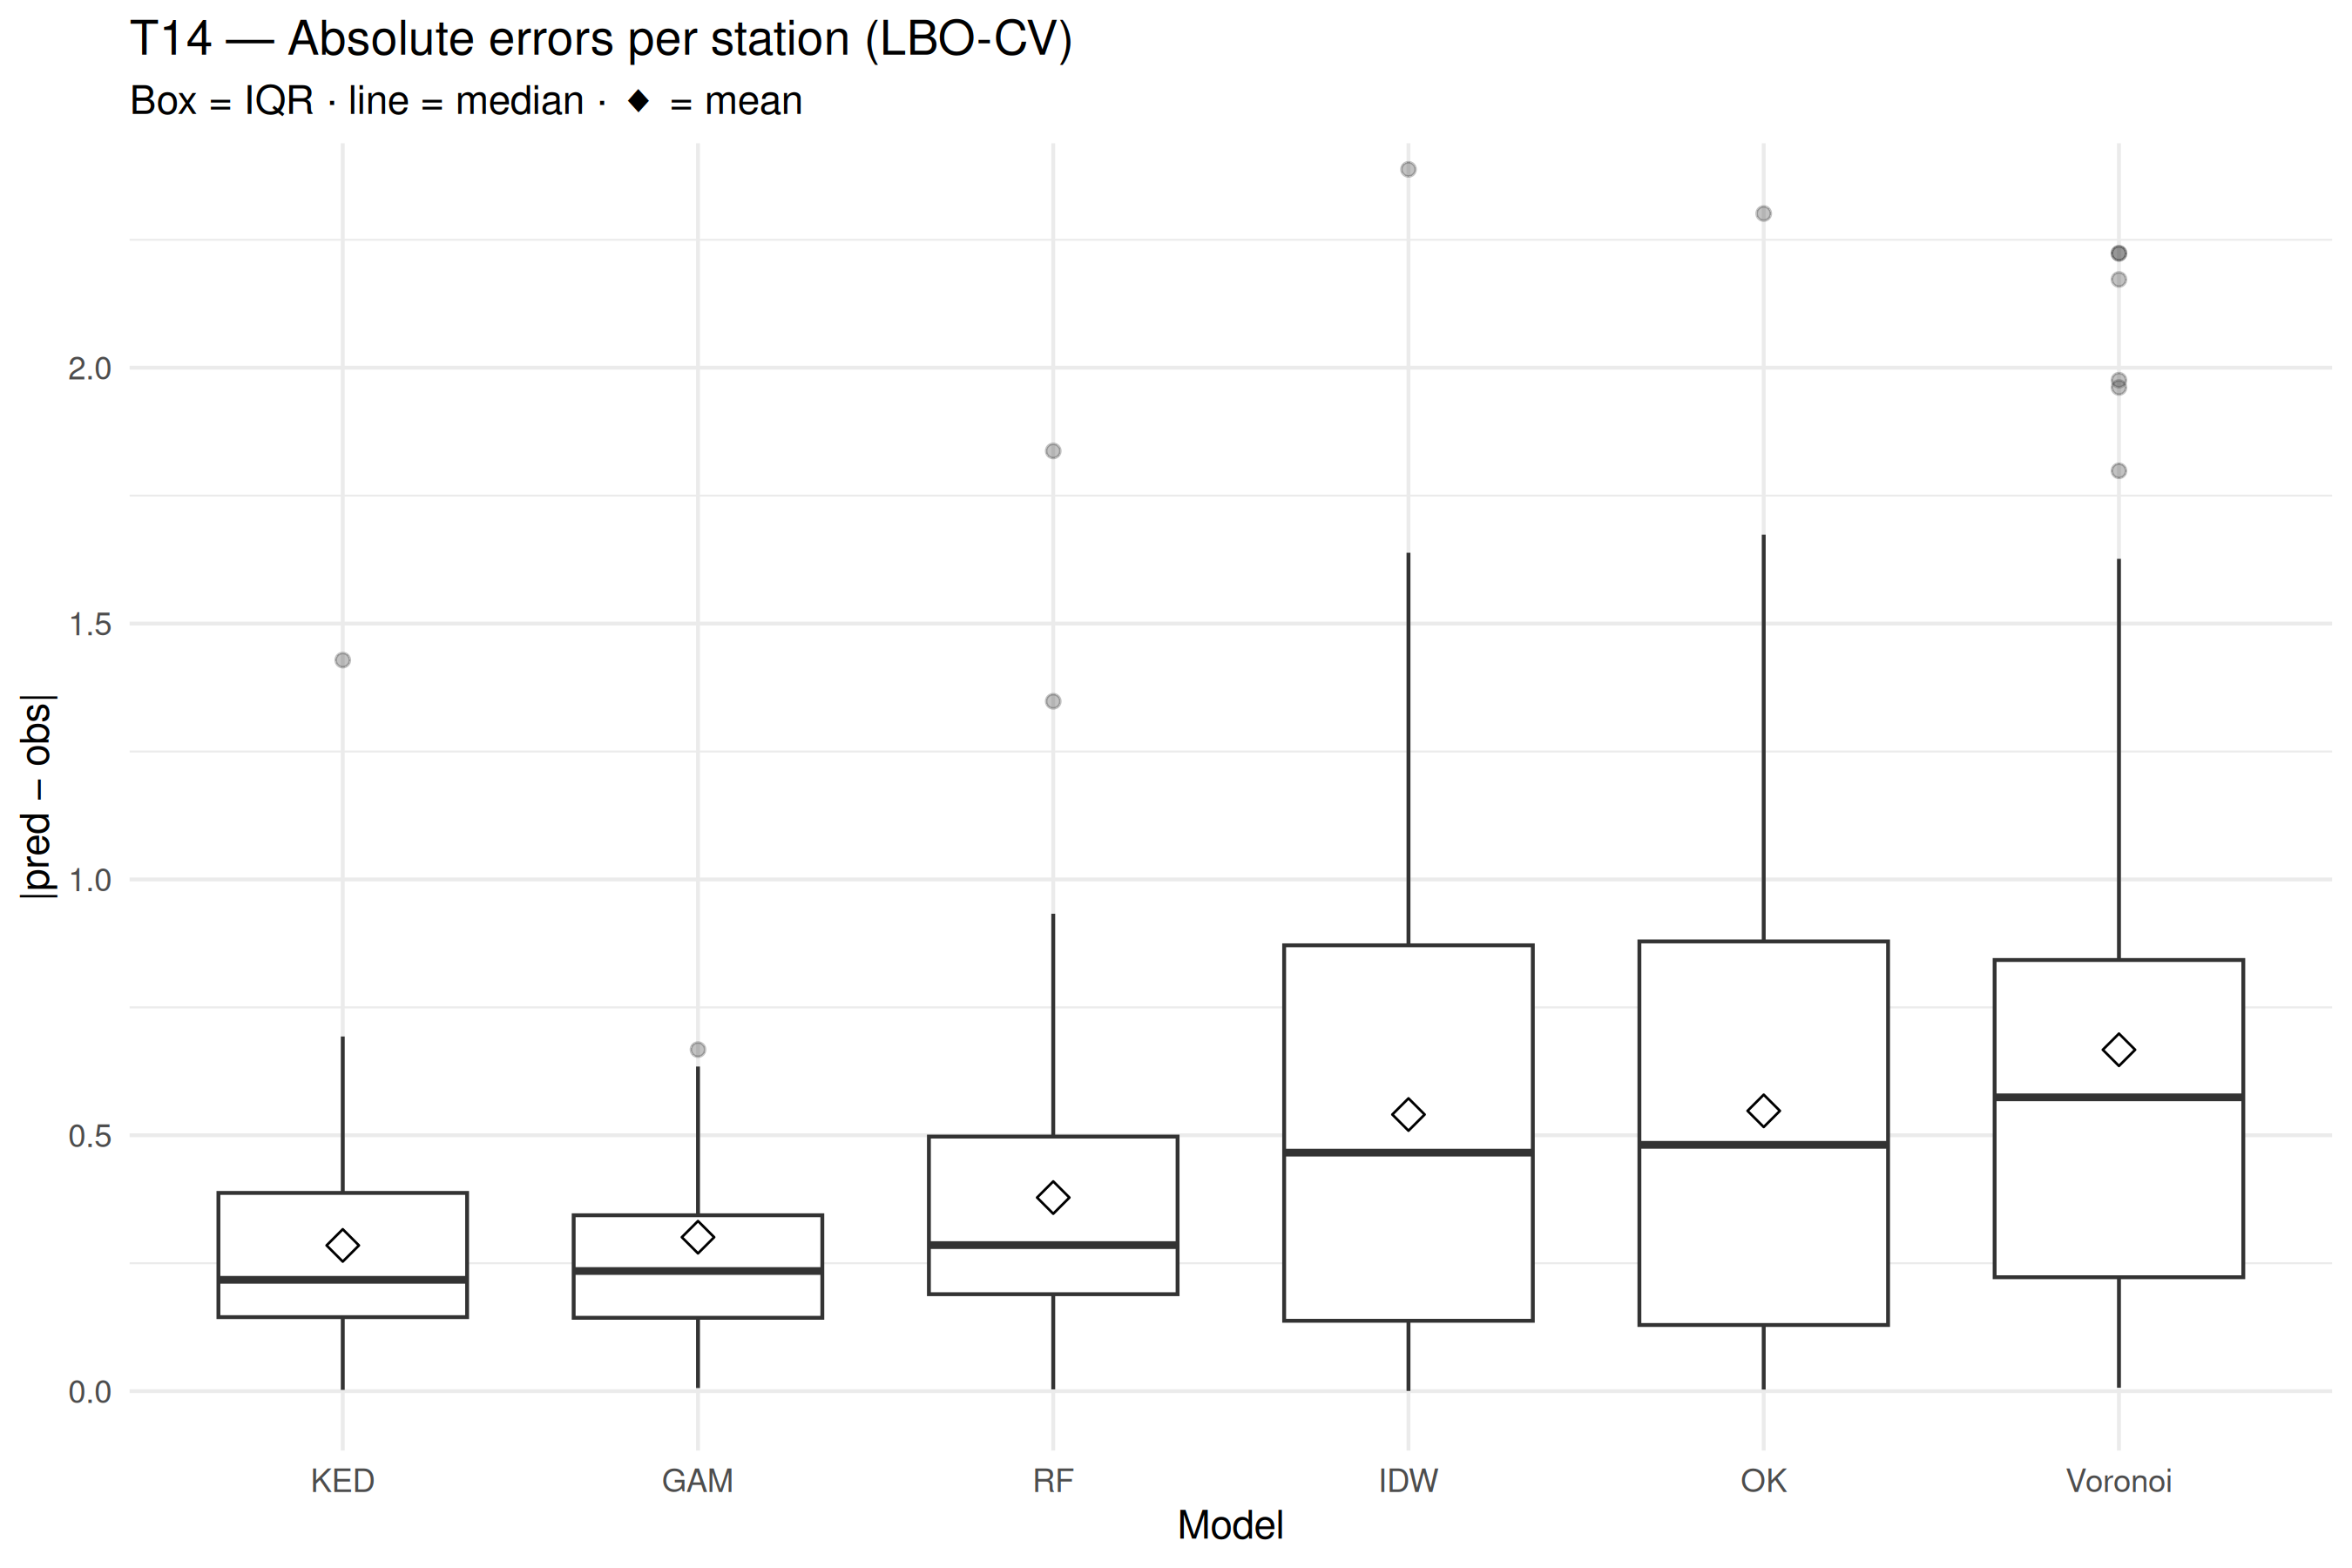 T14 — Absolute errors per station (LBO-CV)
Box = IQR · line = median · ◆ = mean
|pred − obs|
2.0
1.5
1.0
0.5
0.0
KED GAM RF IDW OK Voronoi
Model